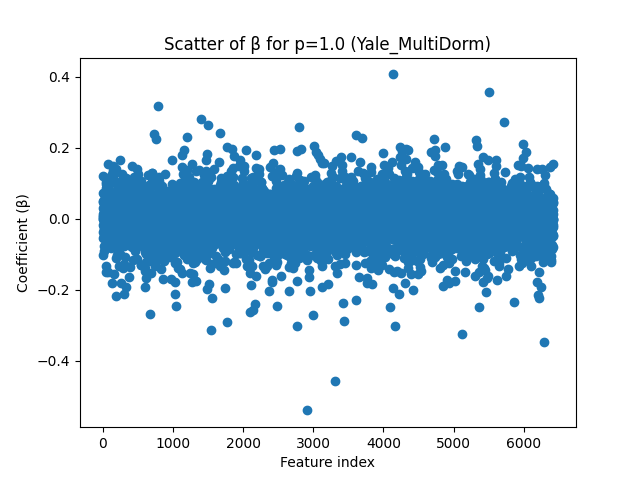 Scatter of β for p=1.0 (Yale_MultiDorm)
0.4
0.2
0.0
−0.2
−0.4
Coefficient (β)
0 1000 2000 3000 4000 5000 6000
Feature index